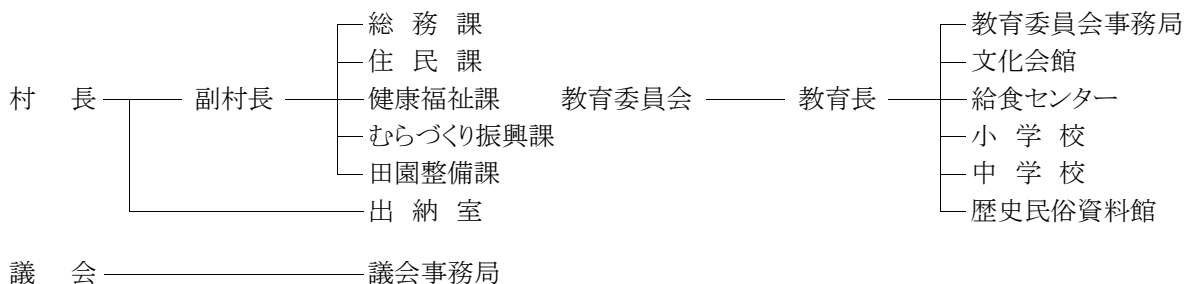 総務課
住民課
村長 副村長 健康福祉課
むらづくり振興課
田園整備課
出納室
議会 議会事務局
教育委員会事務局
文化会館
教育委員会 教育長 給食センター
小学校
中学校
歴史民俗資料館